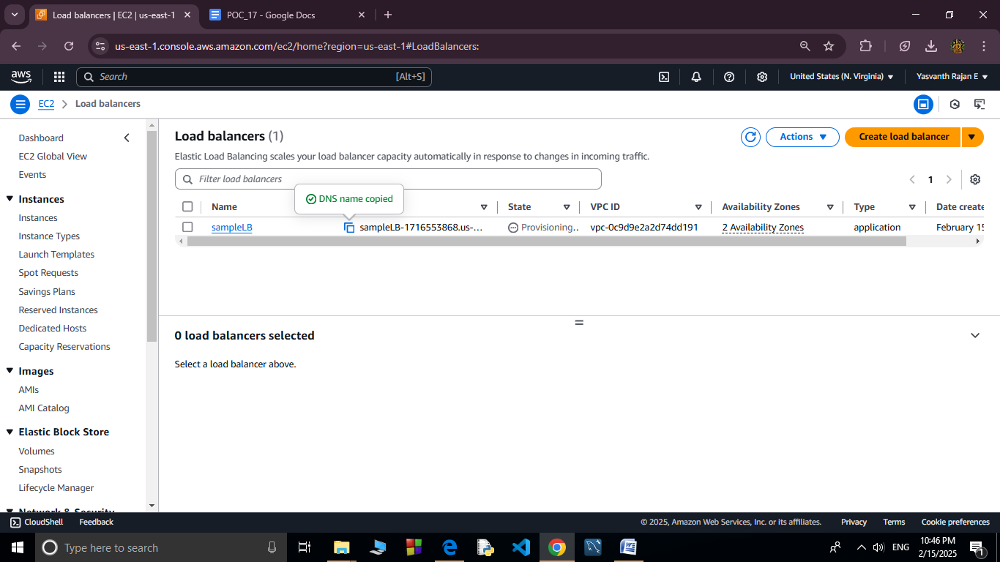 Load balancers | EC2 | us-east-1
POC_17 - Google Docs
us-east-1.console.aws.amazon.com/ec2/home?region=us-east-1#LoadBalancers:
aws
Search
[Alt+S]
United States (N. Virginia)
Yasvanth Rajan E
EC2
Load balancers
Dashboard
EC2 Global View
Events
Instances
Instances
Instance Types
Launch Templates
Spot Requests
Savings Plans
Reserved Instances
Dedicated Hosts
Capacity Reservations
Images
AMIs
AMI Catalog
Elastic Block Store
Volumes
Snapshots
Lifecycle Manager
Network & Security
Load balancers (1)
Actions
Create load balancer
Elastic Load Balancing scales your load balancer capacity automatically in response to changes in incoming traffic.
Filter load balancers
1
DNS name copied
Name
State
VPC ID
Availability Zones
Type
Date create
sampleLB
sampleLB-1716553868.us-...
Provisioning..
vpc-0c9d9e2a2d74dd191
2 Availability Zones
application
February 15
0 load balancers selected
Select a load balancer above.
CloudShell
Feedback
© 2025, Amazon Web Services, Inc. or its affiliates.
Privacy
Terms
Cookie preferences
Type here to search
ENG
10:46 PM
2/15/2025
1